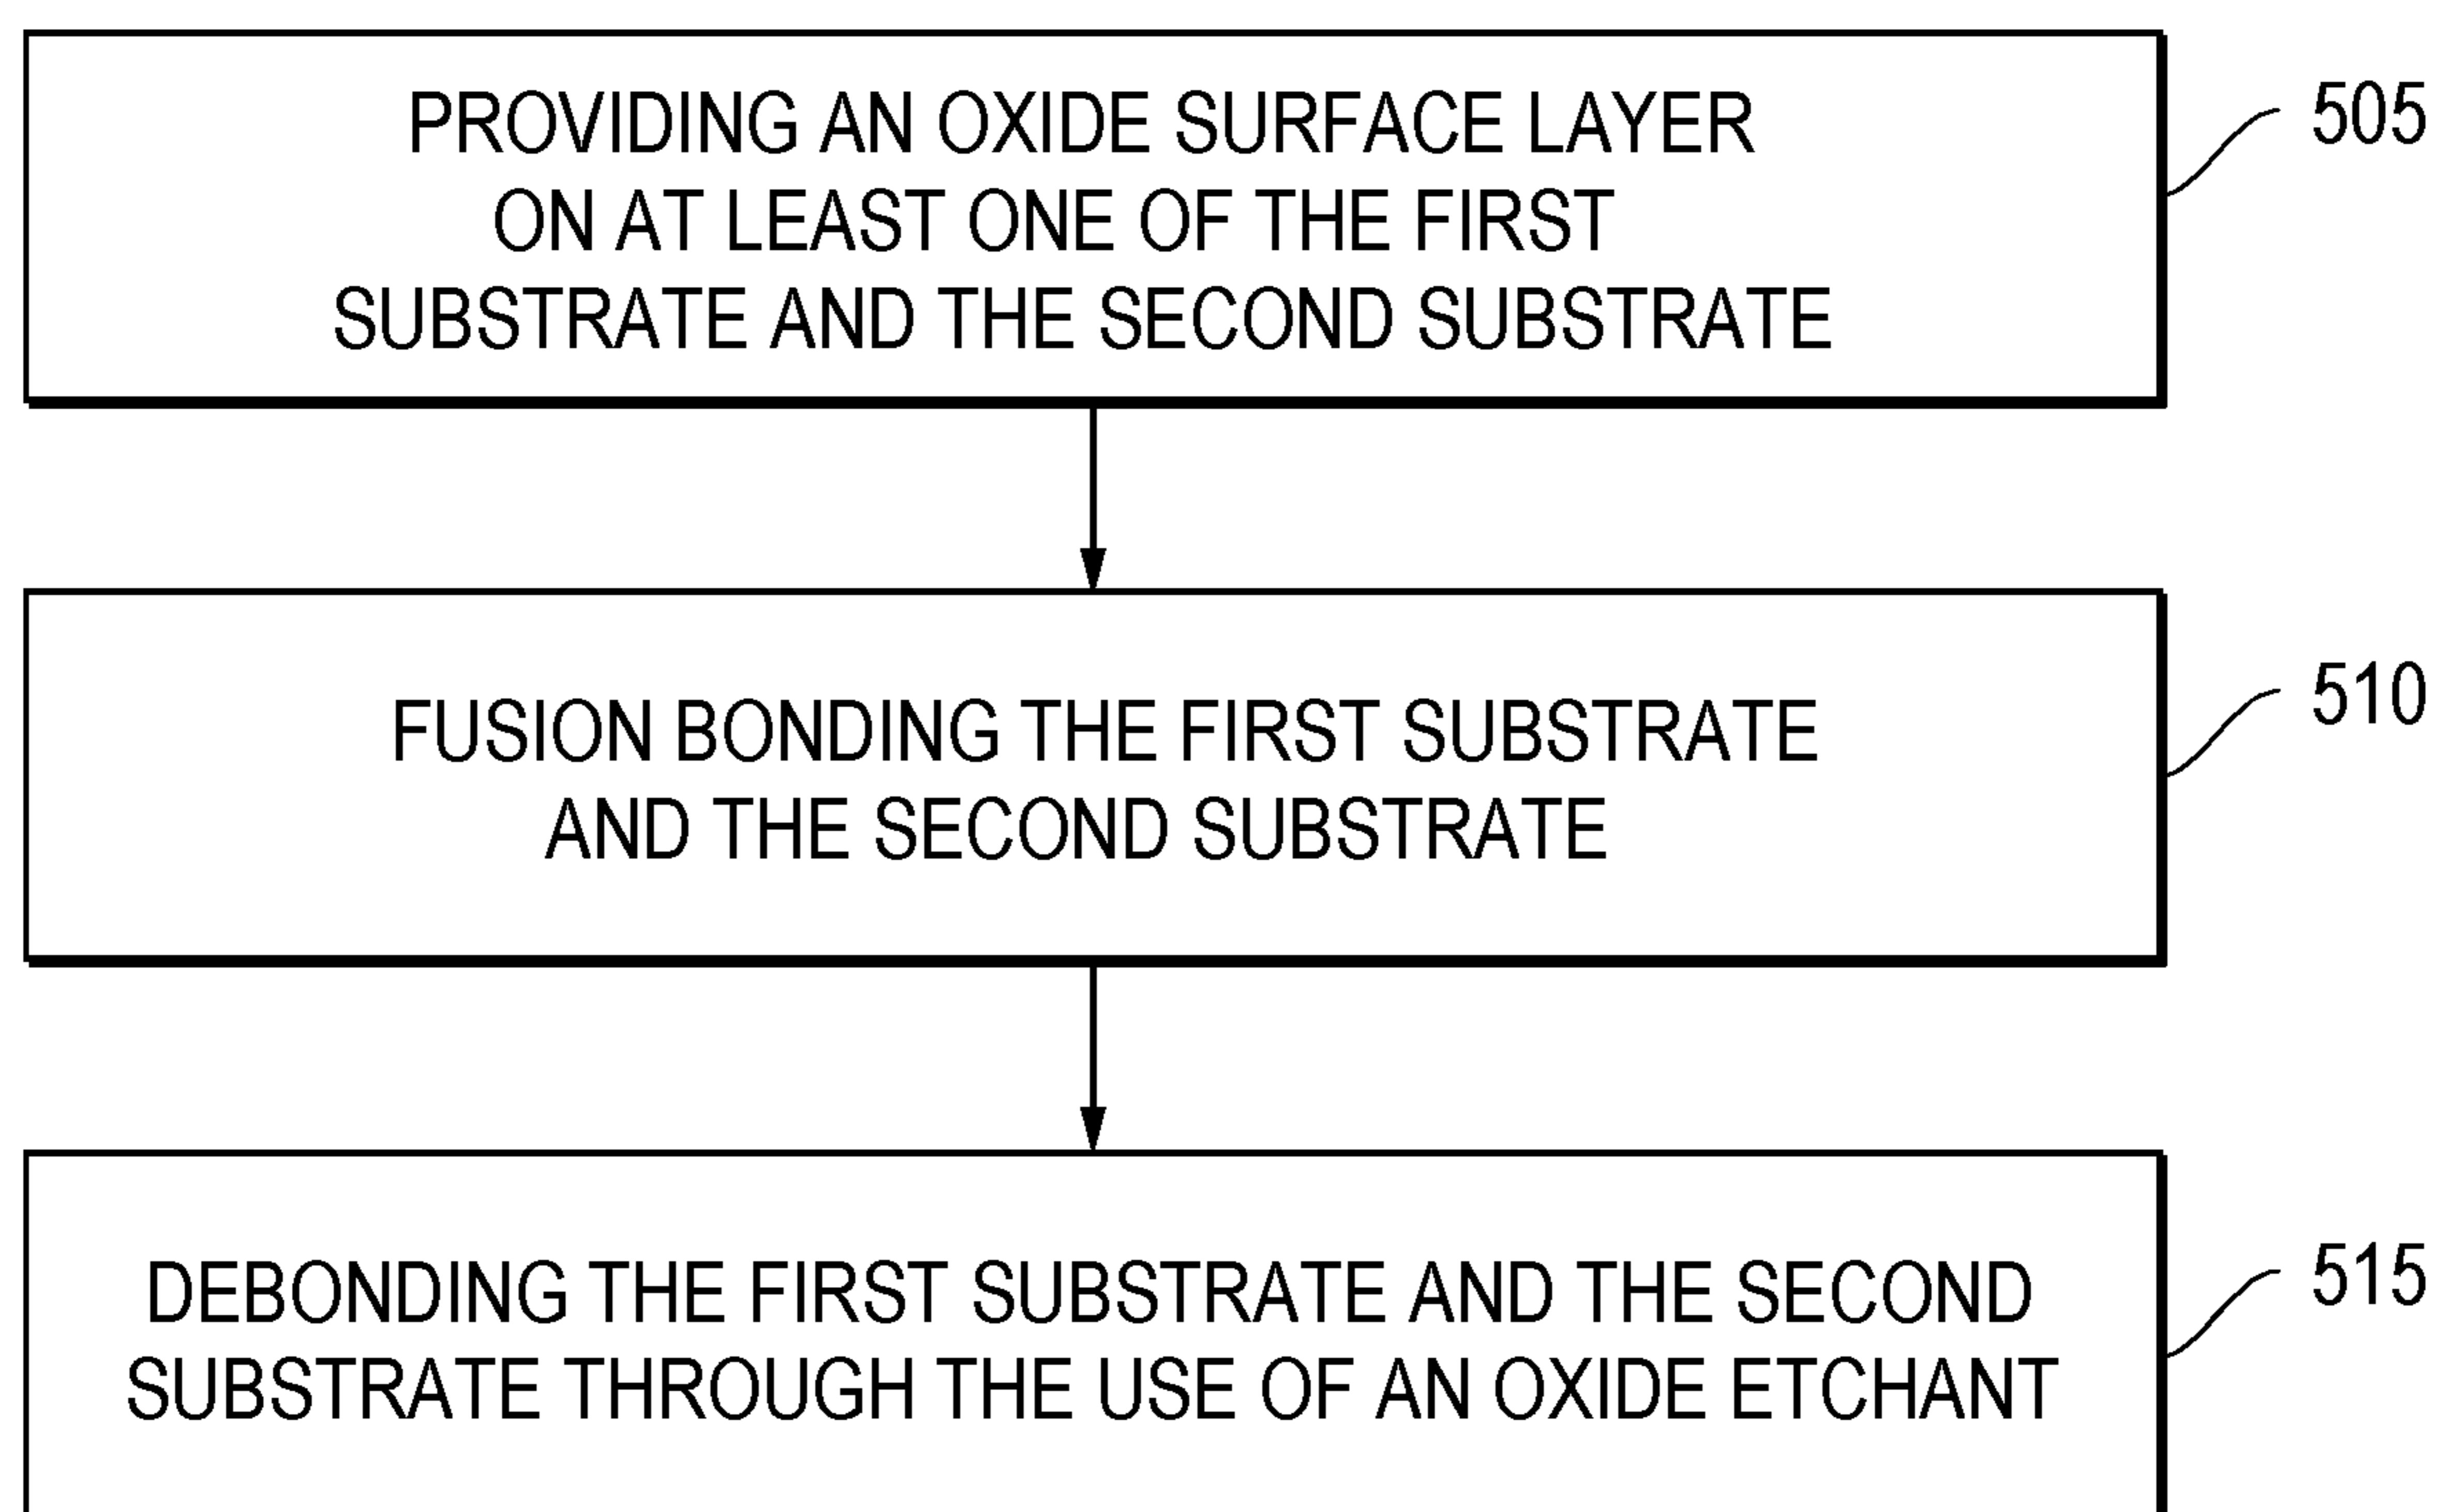 PROVIDING AN OXIDE SURFACE LAYER
ON AT LEAST ONE OF THE FIRST
SUBSTRATE AND THE SECOND SUBSTRATE
505
FUSION BONDING THE FIRST SUBSTRATE
AND THE SECOND SUBSTRATE
510
DEBONDING THE FIRST SUBSTRATE AND THE SECOND
SUBSTRATE THROUGH THE USE OF AN OXIDE ETCHANT
515